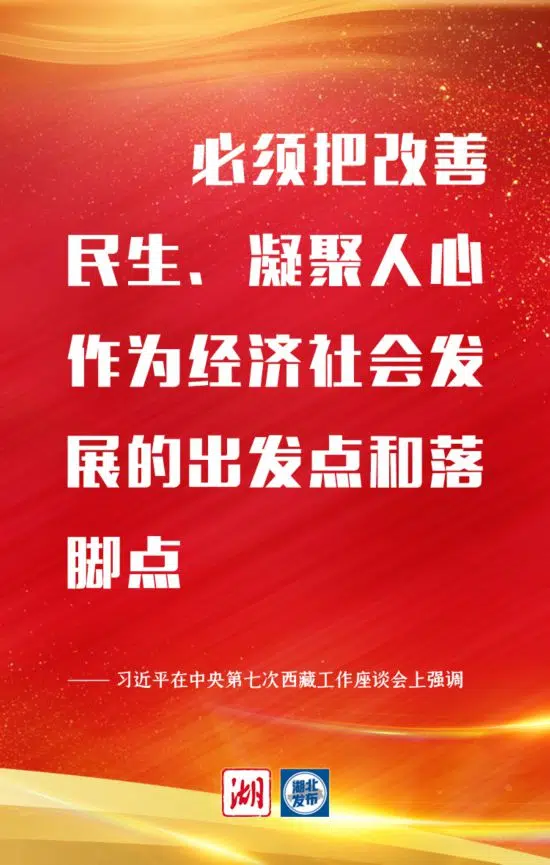 必须把改善
民生、凝聚人心
作为经济社会发
展的出发点和落
脚点
—— 习近平在中央第七次西藏工作座谈会上强调
湖
湖北
发布